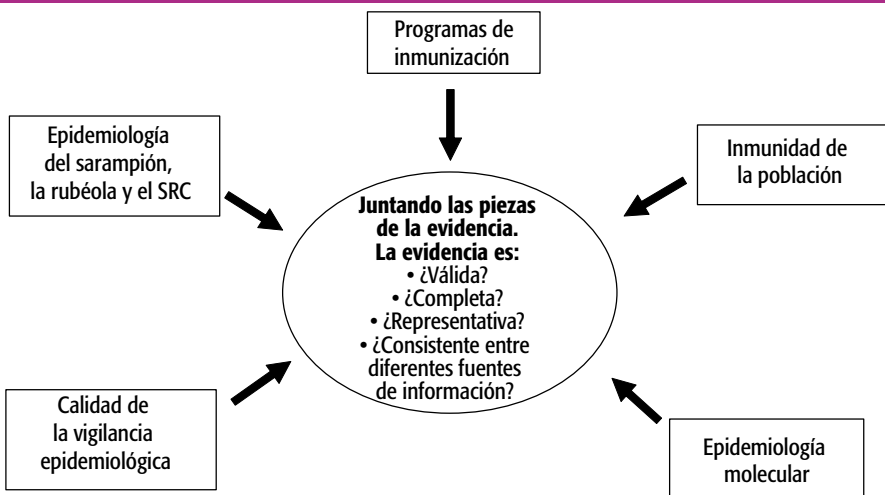 Programas de
inmunización
Epidemiología
del sarampión,
la rubéola y el SRC
Inmunidad de
la población
Juntando las piezas
de la evidencia.
La evidencia es:
• ¿Válida?
• ¿Completa?
• ¿Representativa?
• ¿Consistente entre
diferentes fuentes
de información?
Calidad de
la vigilancia
epidemiológica
Epidemiología
molecular